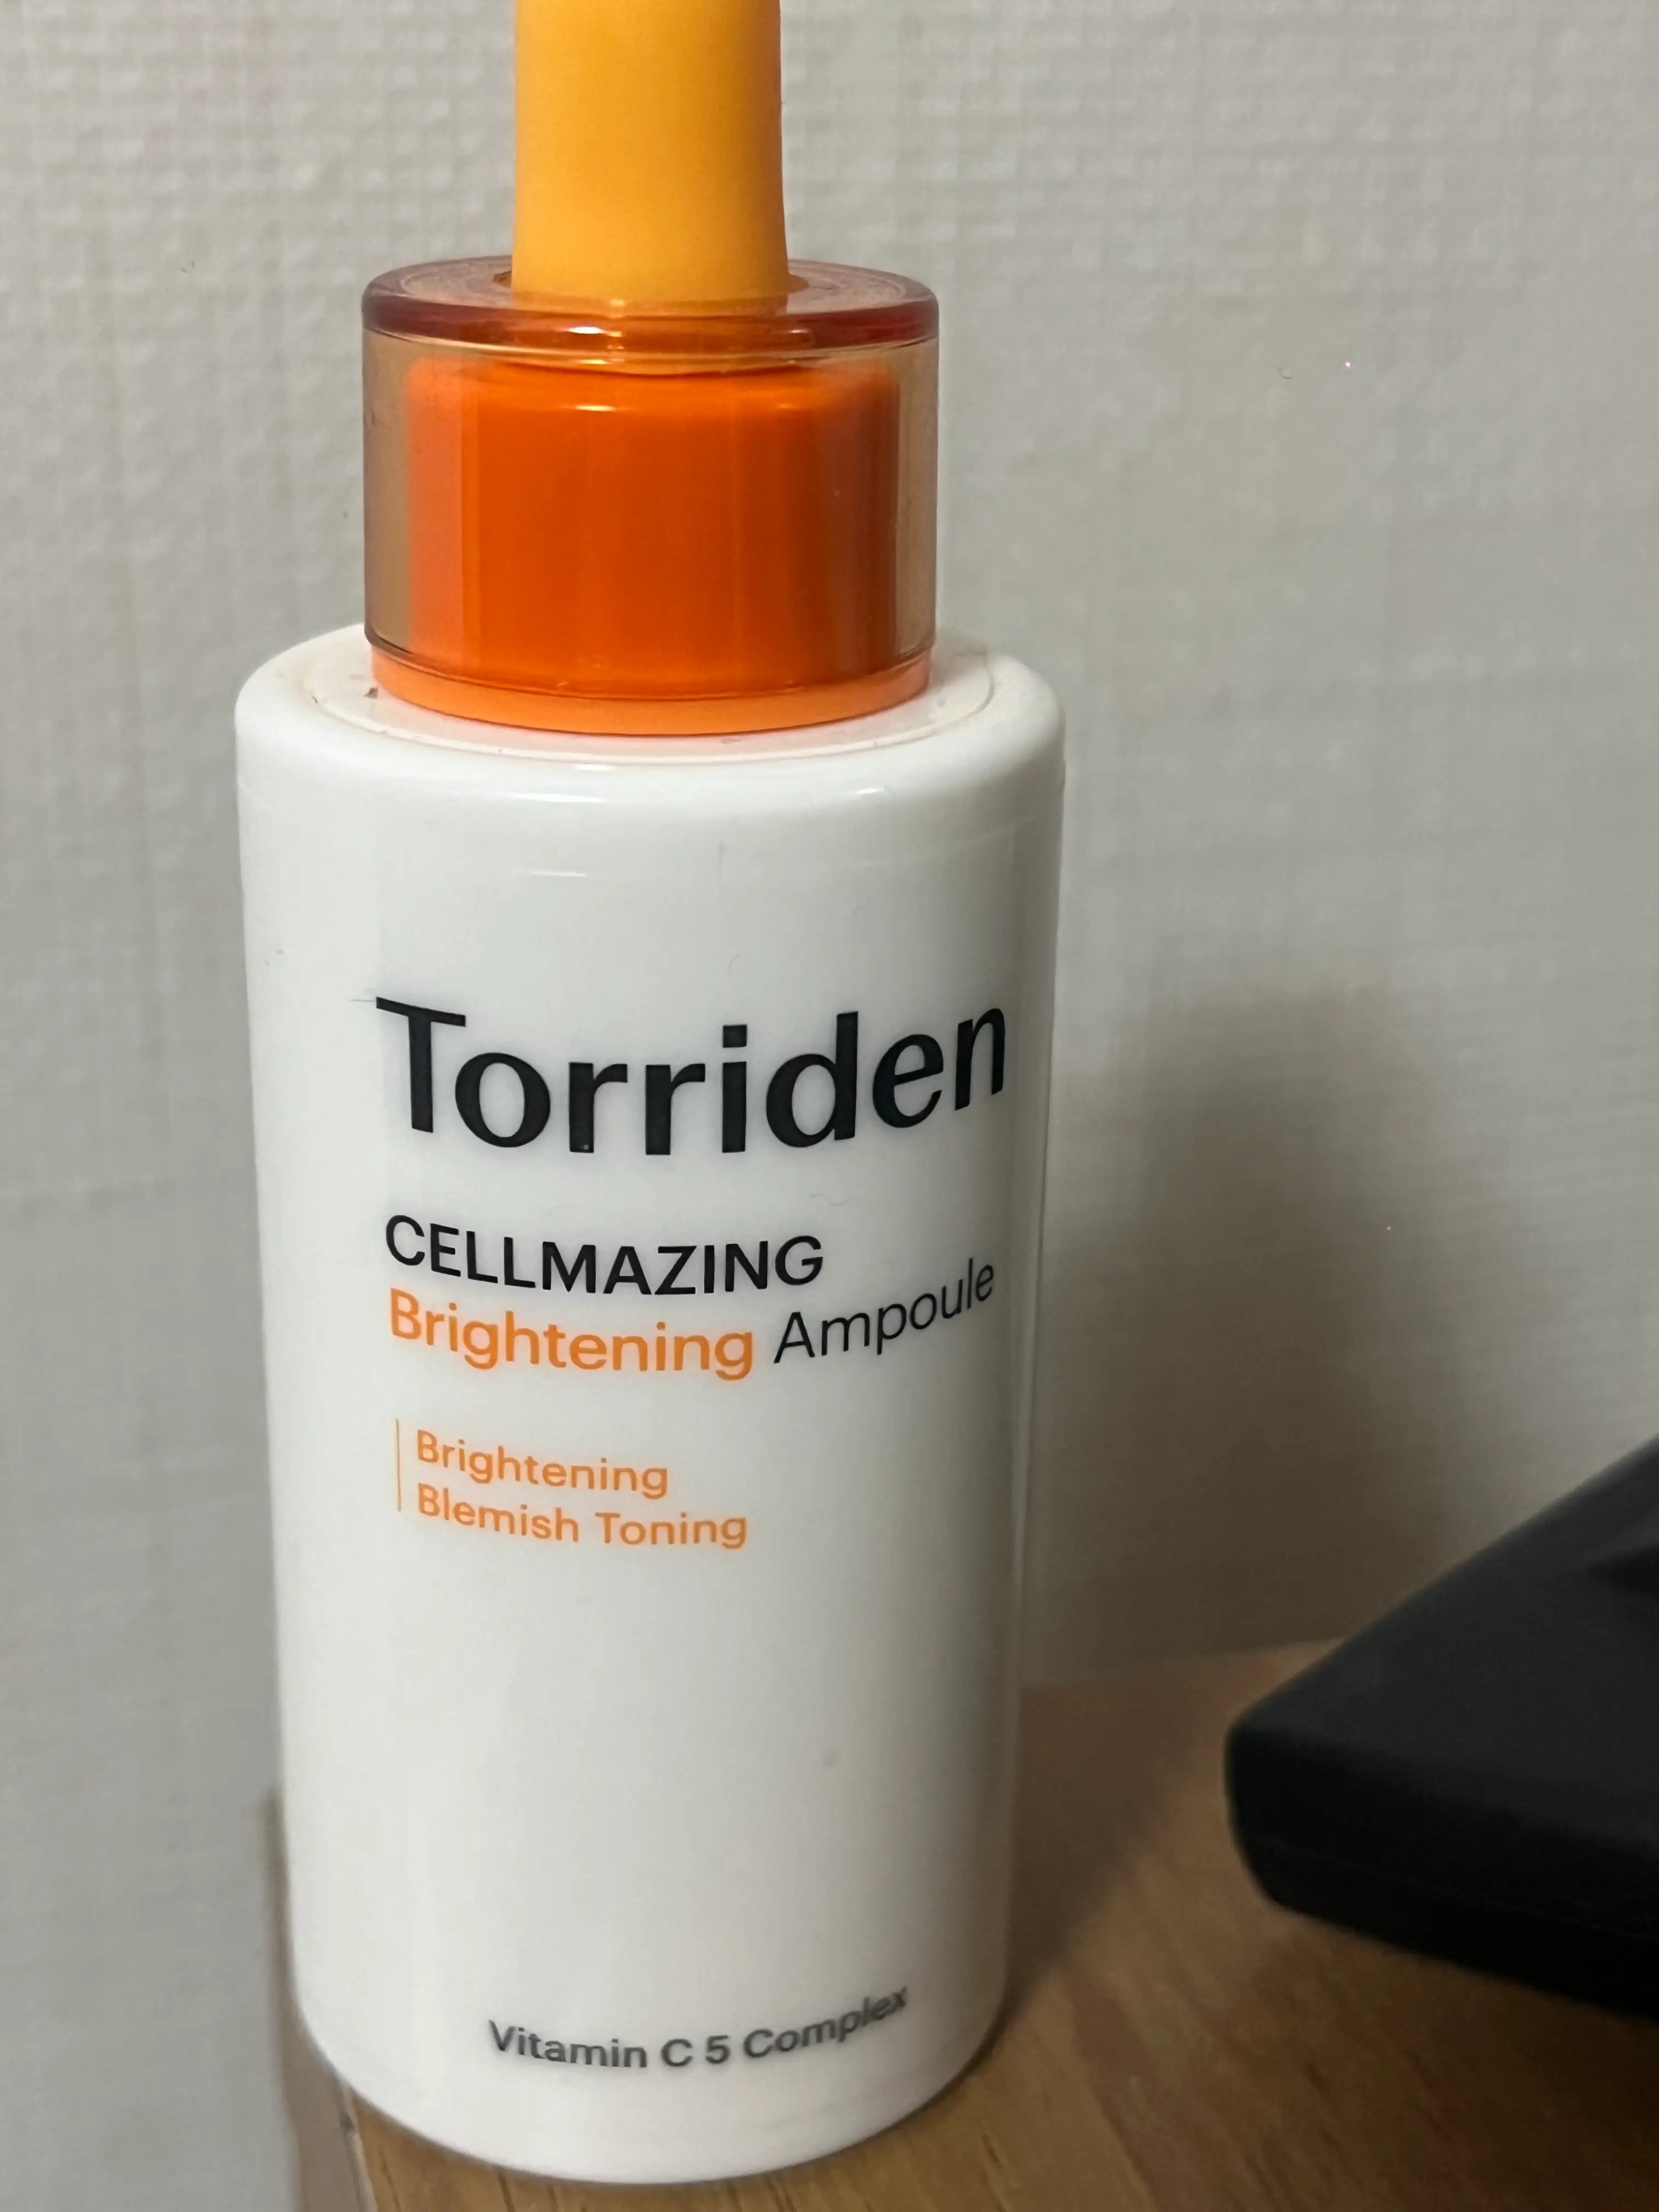 Torriden
CELLMAZING
Brightening Ampoule
Brightening
Blemish Toning
Vitamin C 5 Complex